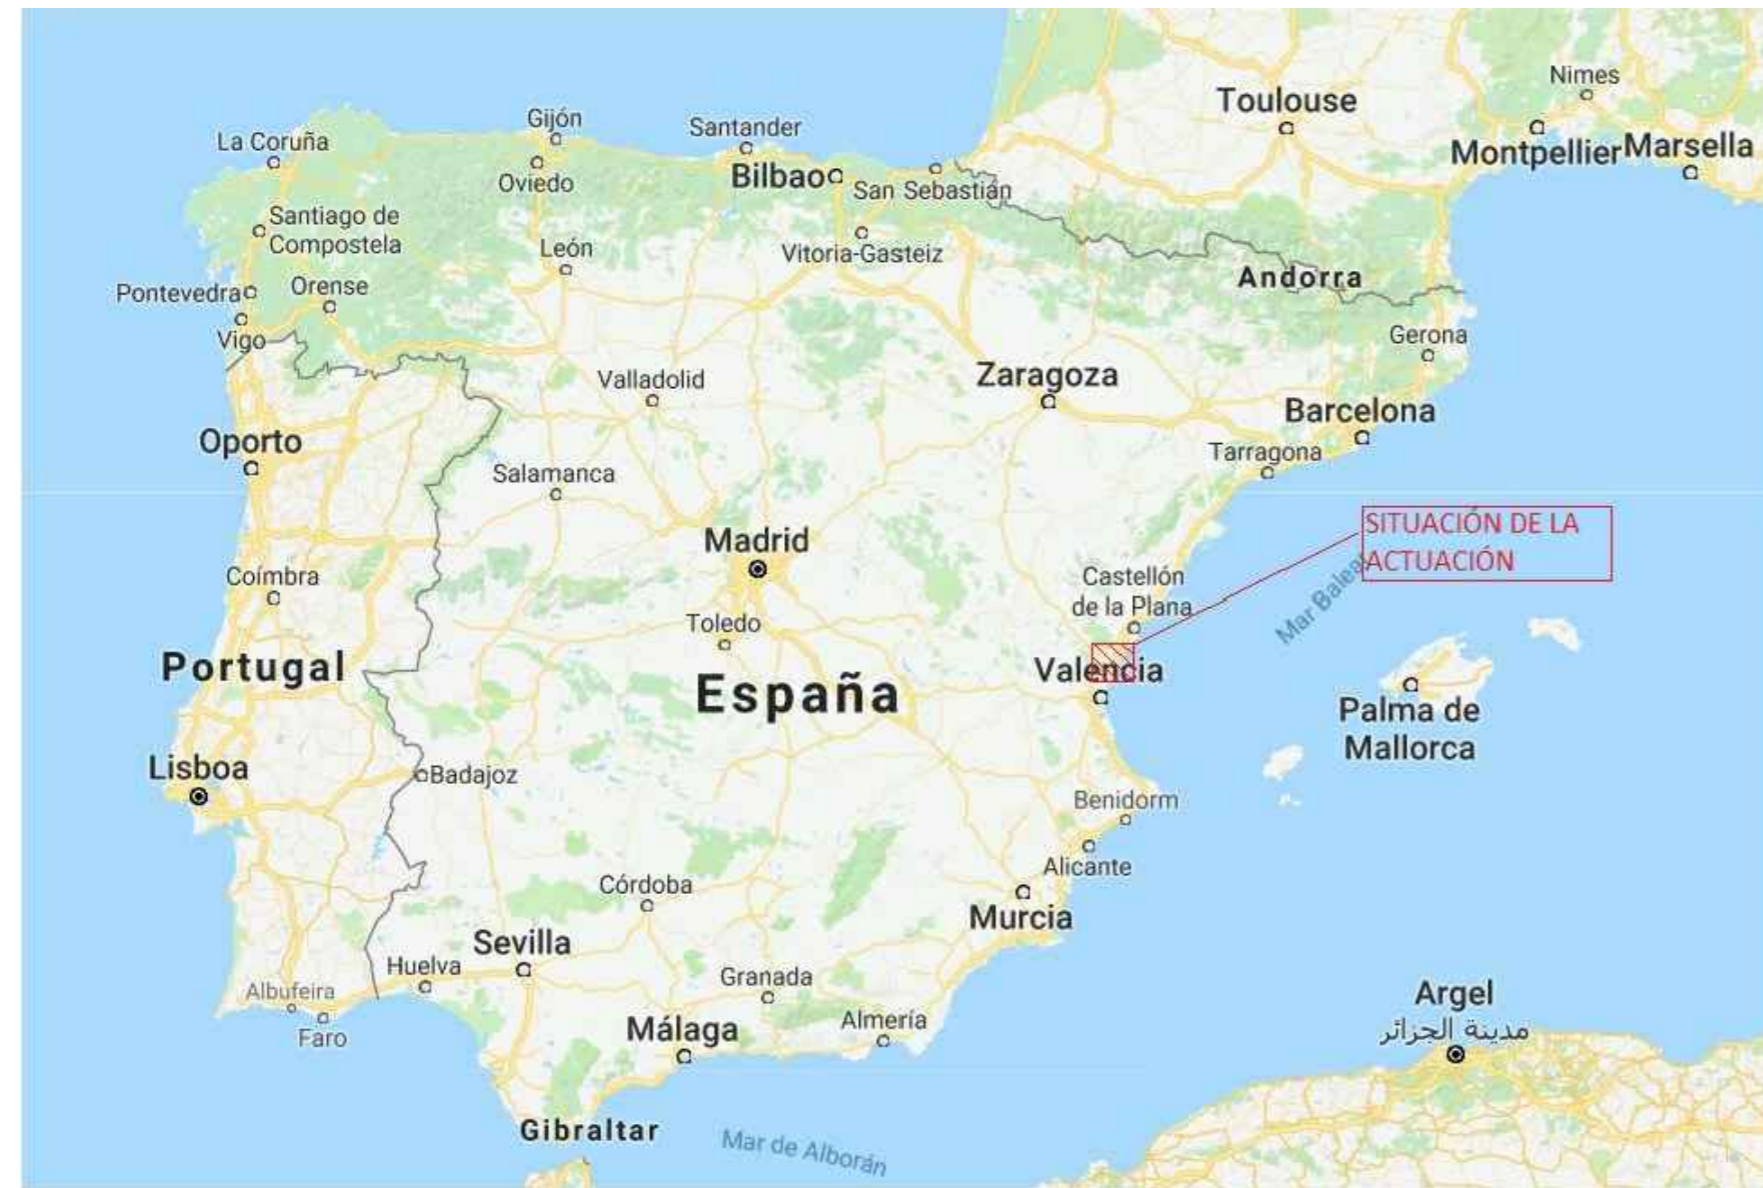 Nimes
Toulouse
Gijón
Santander
La Coruña
Montpellier
Marsella
Bilbao
San Sebastián
Oviedo
Santiago de
Compostela
León
Vitoria-Gasteiz
Andorra
Pontevedra
Orense
Vigo
Gerona
Valladolid
Zaragoza
Barcelona
Oporto
Tarragona
Salamanca
SITUACIÓN DE LA
ACTUACIÓN
Madrid
Coímbra
Castellón
de la Plana
Mar Balear
Toledo
Portugal
España
Valencia
Palma de
Mallorca
Lisboa
Badajoz
Benidorm
Alicante
Córdoba
Murcia
Sevilla
Huelva
Granada
Albufeira
Faro
Málaga
Almería
Argel
مدينة الجزائر
Gibraltar
Mar de Alborán